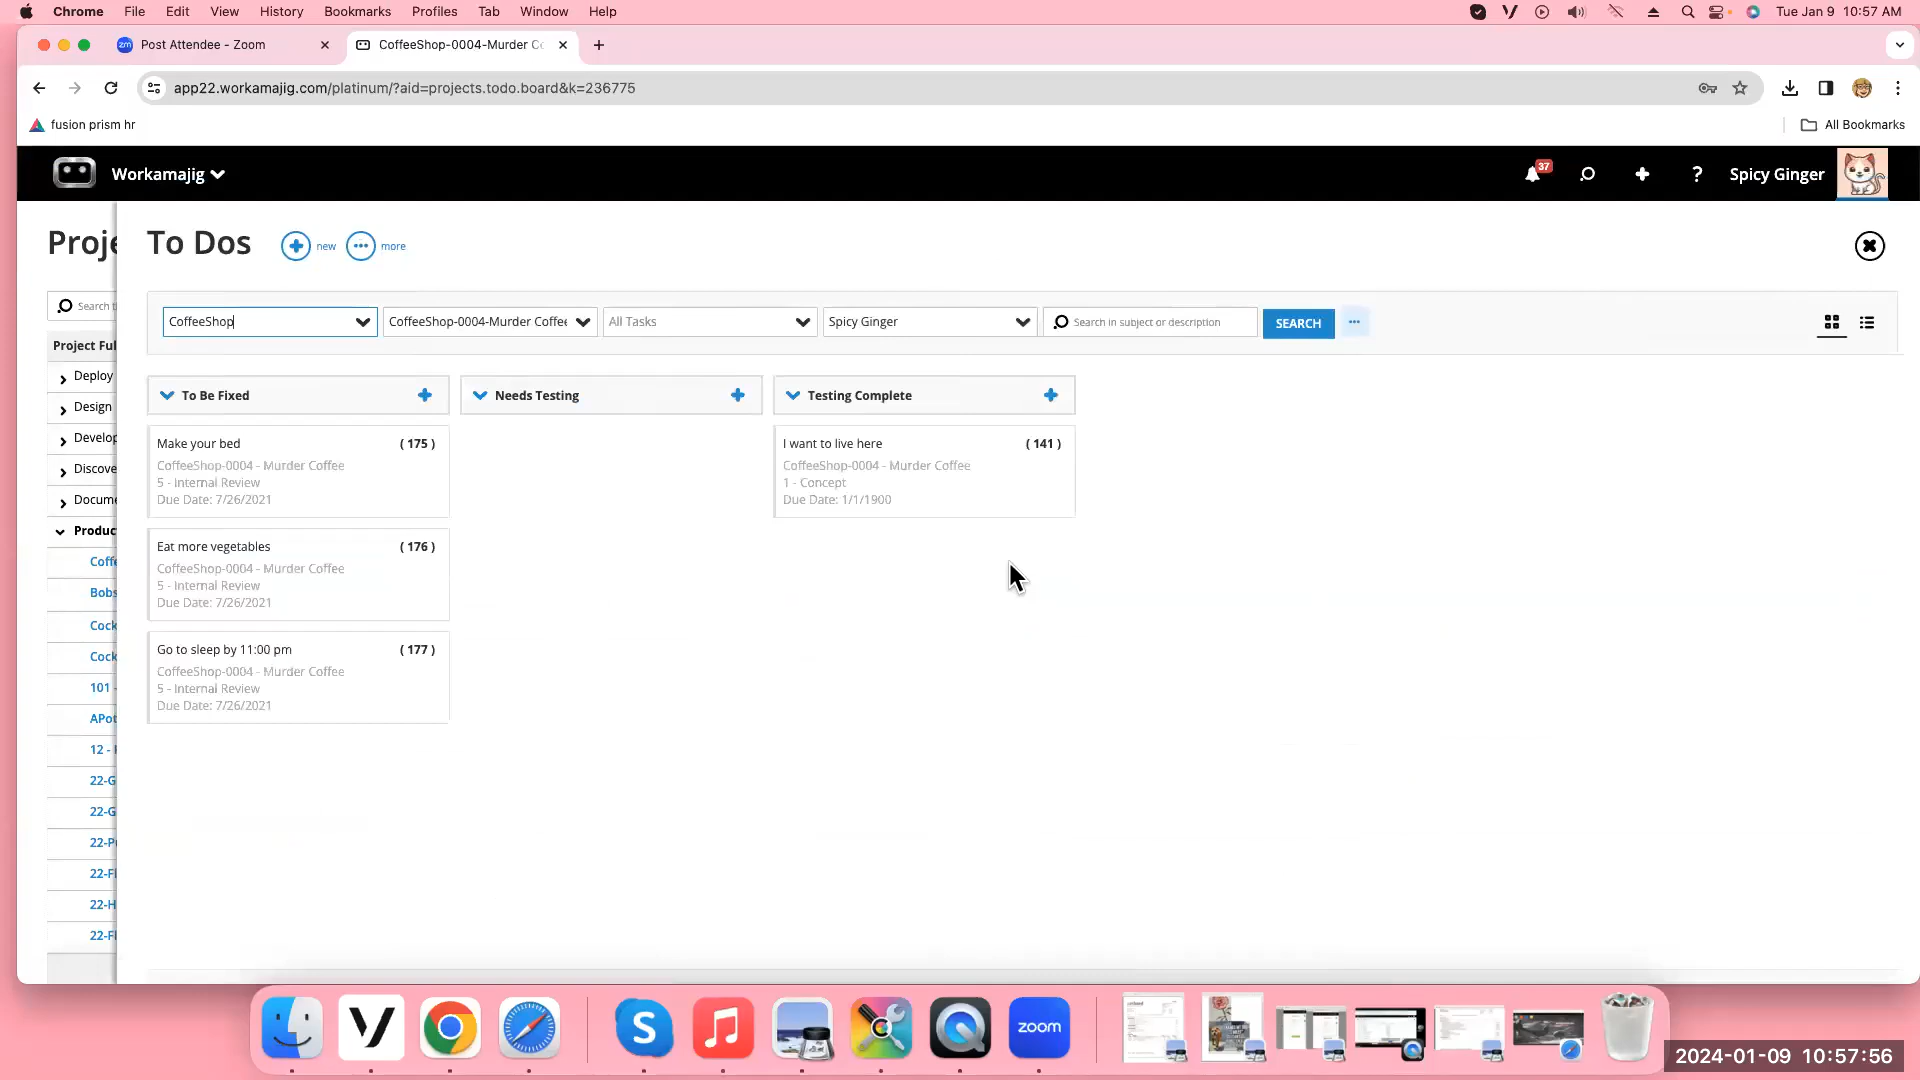 Chrome File Edit View History Bookmarks Profiles Tab Window Help
Tue Jan 9 10:57 AM
zm Post Attendee - Zoom
CoffeeShop-0004-Murder C
app22.workamajig.com/platinum/?aid=projects.todo.board&k=236775
fusion prism hr
All Bookmarks
Workamajig
37
?
Spicy Ginger
Proje
To Dos
new
more
Search t
CoffeeShop
CoffeeShop-0004-Murder Coffee
All Tasks
Spicy Ginger
Search in subject or description
SEARCH
Project Ful
Deploy
Design
Develop
Discove
Docume
Produc
Coffe
Bobs
Cock
Cock
101 -
APot
12 -
22-G
22-G
22-P
22-Fl
22-H
22-Fl
To Be Fixed
Make your bed ( 175 )
CoffeeShop-0004 - Murder Coffee
5 - Internal Review
Due Date: 7/26/2021
Eat more vegetables ( 176 )
CoffeeShop-0004 - Murder Coffee
5 - Internal Review
Due Date: 7/26/2021
Go to sleep by 11:00 pm ( 177 )
CoffeeShop-0004 - Murder Coffee
5 - Internal Review
Due Date: 7/26/2021
Needs Testing
Testing Complete
I want to live here ( 141 )
CoffeeShop-0004 - Murder Coffee
1 - Concept
Due Date: 1/1/1900
zoom
2024-01-09 10:57:56